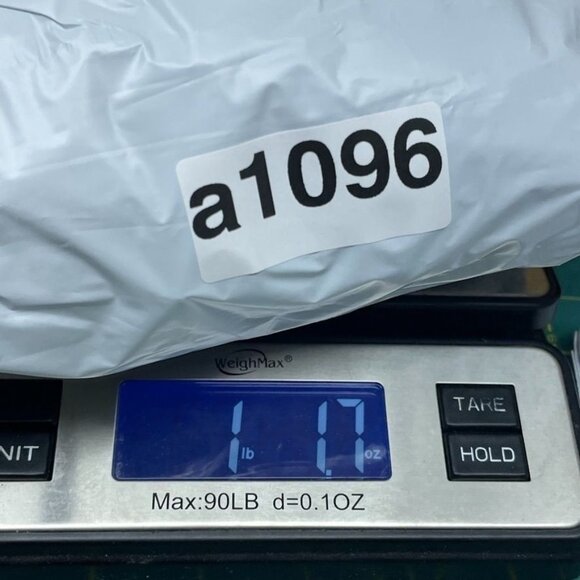 a1096
WeighMax®
1 lb 1.7 oz
TARE
NIT
HOLD
Max:90LB d=0.1OZ